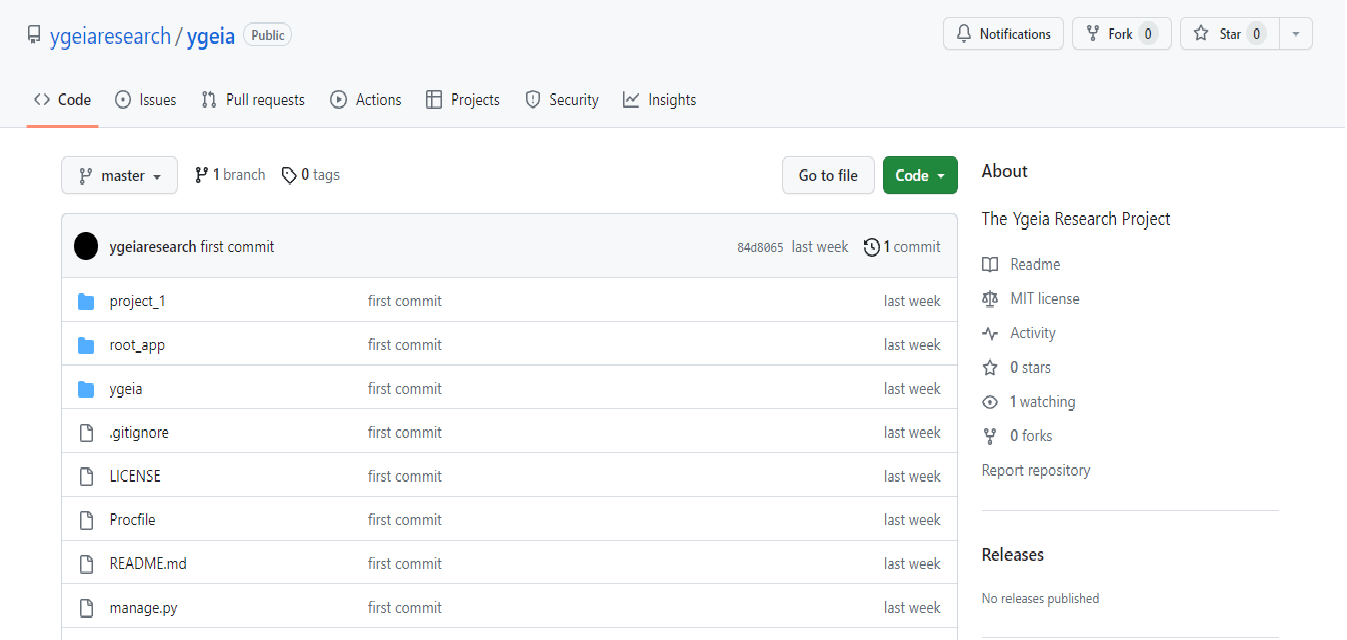 ygeiaresearch / ygeia Public Notifications Fork 0 Star 0
Code Issues Pull requests Actions Projects Security Insights
master 1 branch 0 tags Go to file Code
ygeiaresearch first commit 84d8065 last week 1 commit
project_1 first commit last week
root_app first commit last week
ygeia first commit last week
.gitignore first commit last week
LICENSE first commit last week
Procfile first commit last week
README.md first commit last week
manage.py first commit last week
About
The Ygeia Research Project
Readme
MIT license
Activity
0 stars
1 watching
0 forks
Report repository
Releases
No releases published